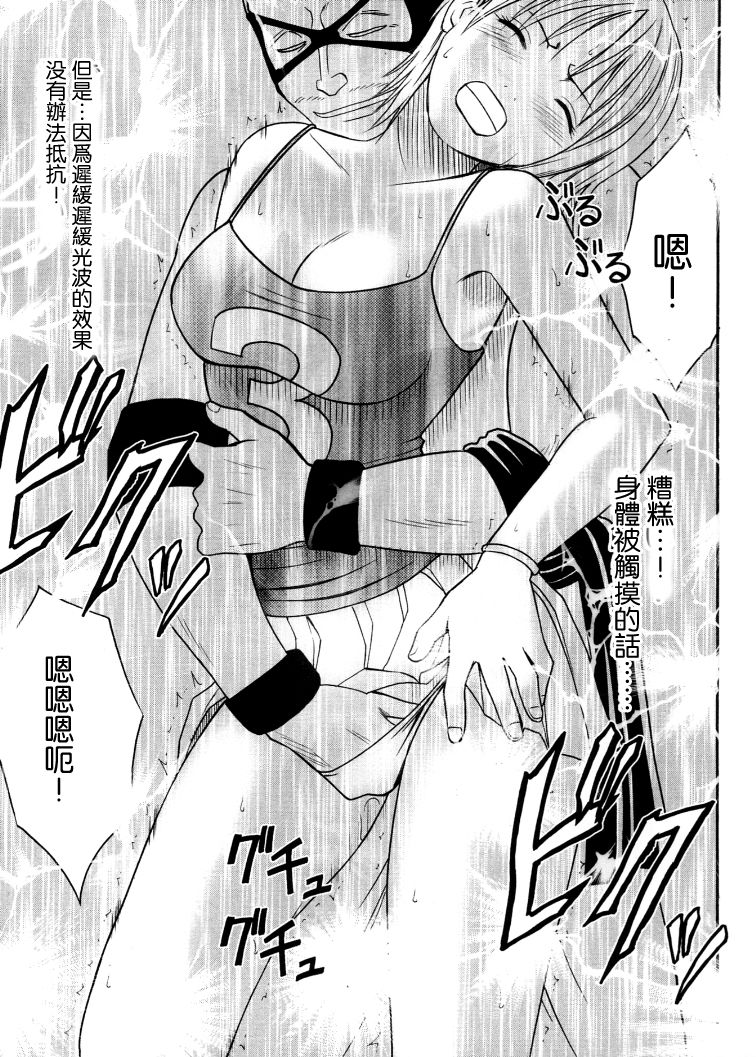 嗯！
ぶる
ぶる
糟糕…！
身體被觸摸的話……
但是…因爲遲緩遲緩光波的效果
没有辦法抵抗！
ビクッ
嗯嗯嗯呃！
ビクッ
グチュ
グチュ